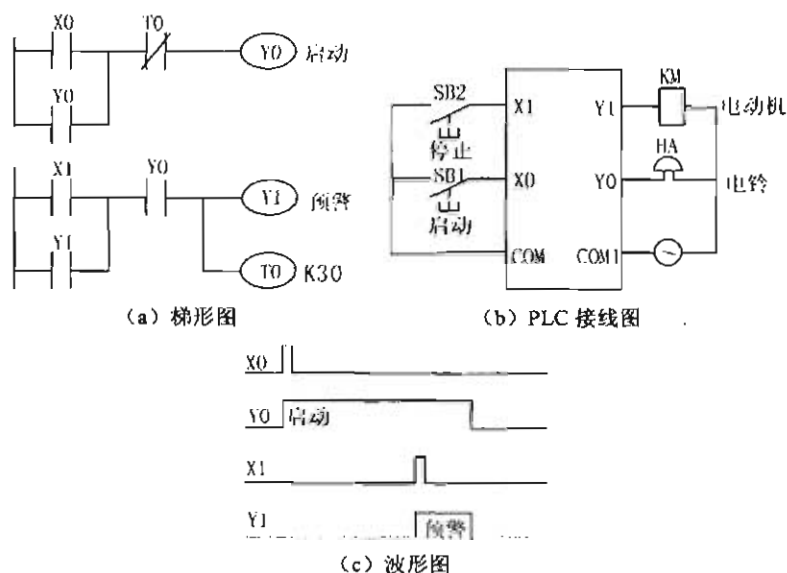 X0 T0
Y0 启动
Y0
X1 Y0
Y1 预警
Y1
T0 K30
(a) 梯形图
SB2 X1 Y1 KM 电动机
停止
SB1 X0 Y0 HA 电铃
启动
COM COM1
(b) PLC 接线图
X0
Y0 启动
X1
Y1 预警
(c) 波形图